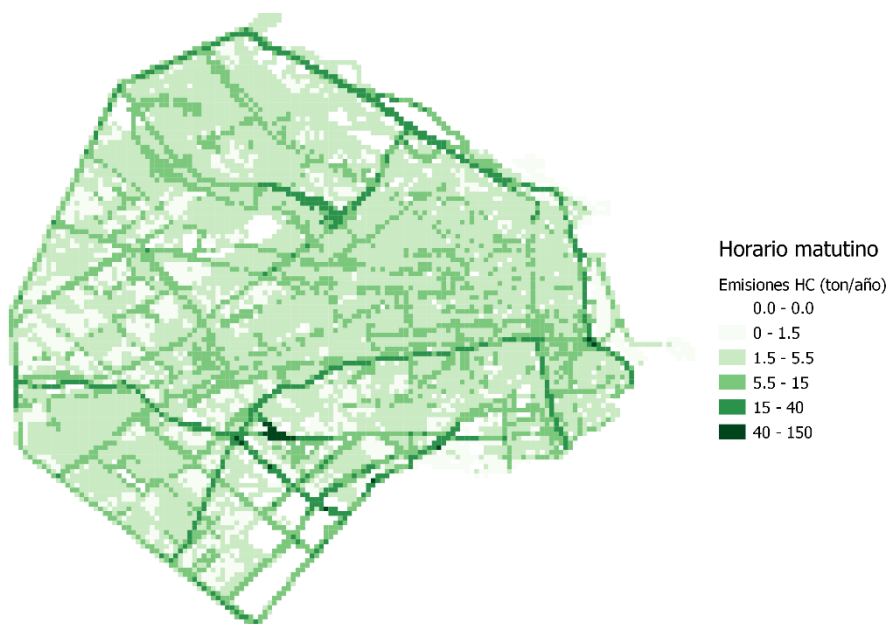 Horario matutino
Emisiones HC (ton/año)
0.0 - 0.0
0 - 1.5
1.5 - 5.5
5.5 - 15
15 - 40
40 - 150